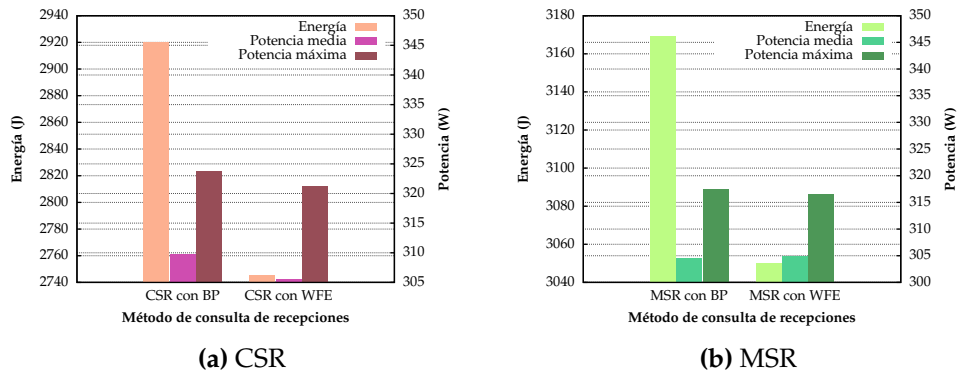 2740
2760
2780
2800
2820
2840
2860
2880
2900
2920
2940
CSR con BP
CSR con WFE
305
310
315
320
325
330
335
340
345
350
Energía (J)
Potencia (W)
Método de consulta de recepciones
Energía
Potencia media
Potencia máxima
(a) CSR
3040
3060
3080
3100
3120
3140
3160
3180
MSR con BP
MSR con WFE
300
305
310
315
320
325
330
335
340
345
350
Energía (J)
Potencia (W)
Método de consulta de recepciones
Energía
Potencia media
Potencia máxima
(b) MSR